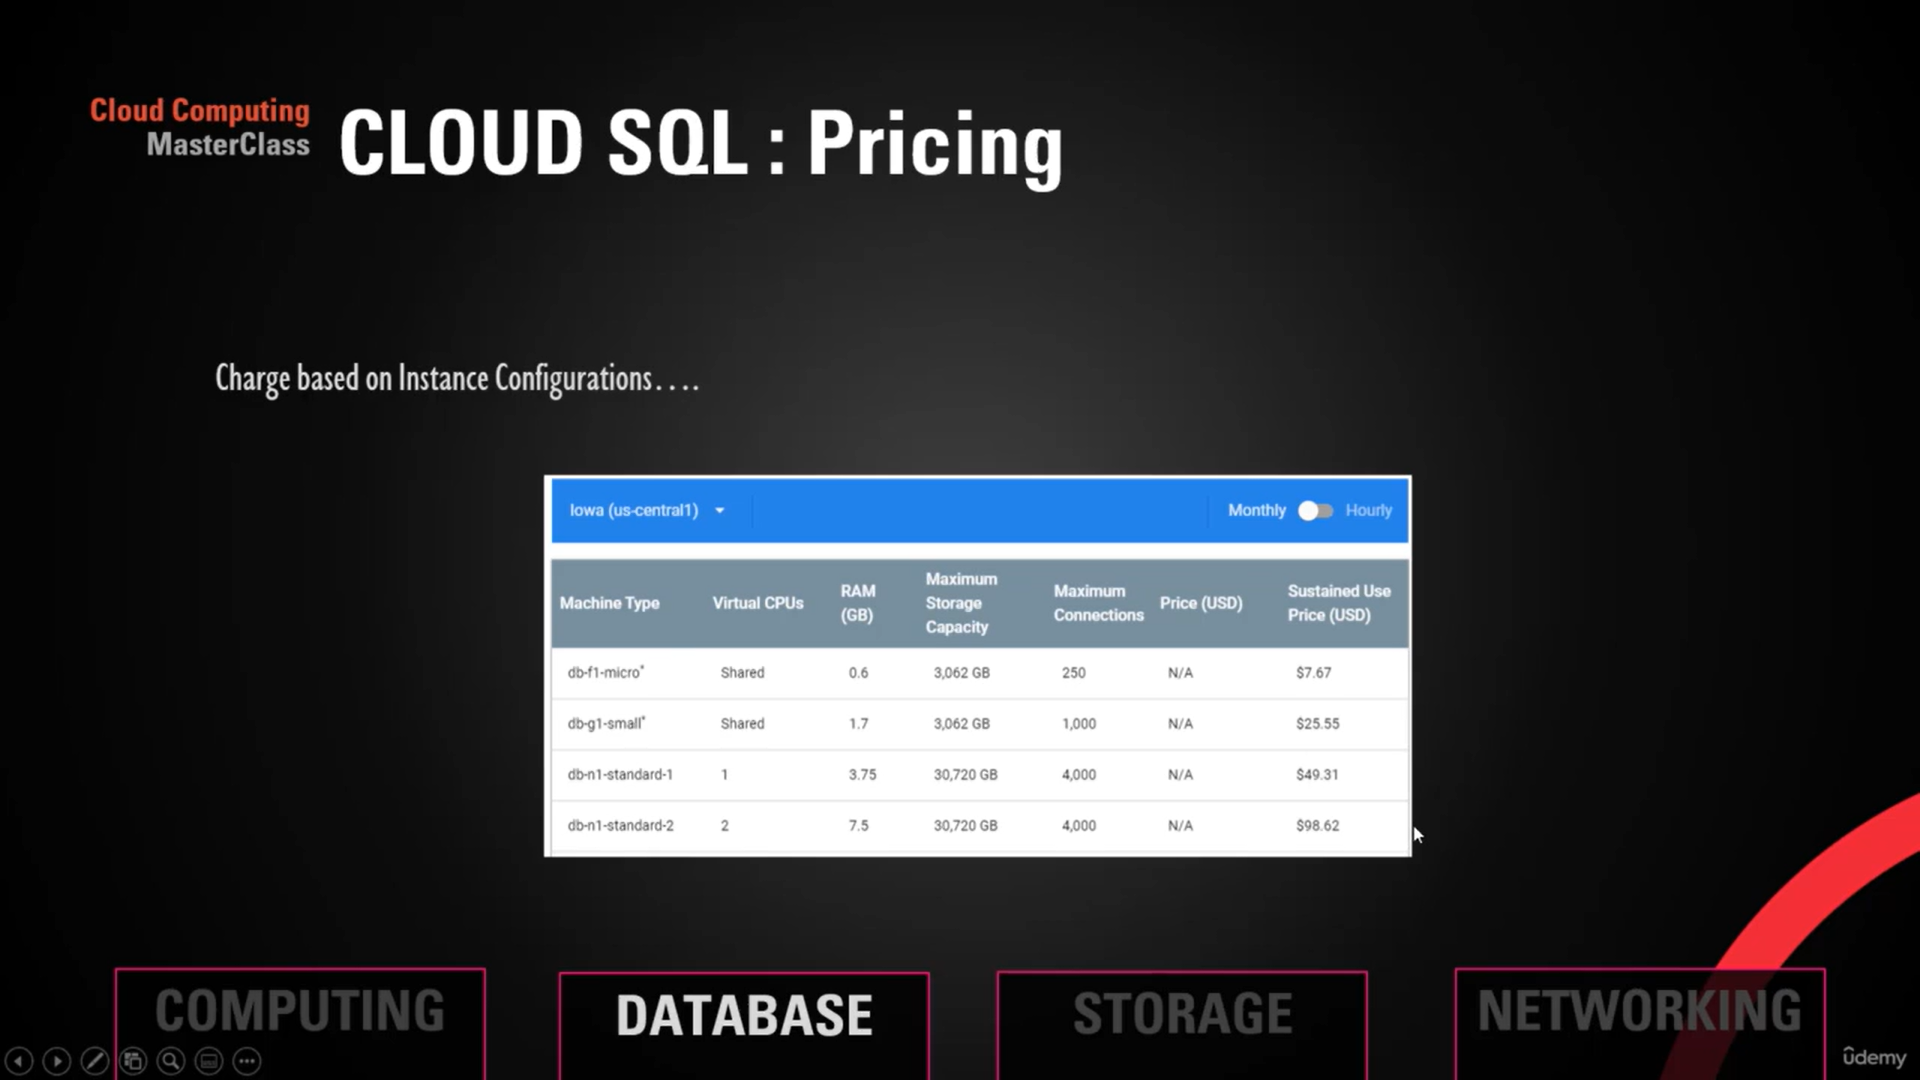 Cloud Computing
MasterClass
CLOUD SQL : Pricing
Charge based on Instance Configurations....
Iowa (us-central1) Monthly Hourly
Machine Type Virtual CPUs RAM (GB) Maximum Storage Capacity Maximum Connections Price (USD) Sustained Use Price (USD)
db-f1-micro* Shared 0.6 3,062 GB 250 N/A $7.67
db-g1-small* Shared 1.7 3,062 GB 1,000 N/A $25.55
db-n1-standard-1 1 3.75 30,720 GB 4,000 N/A $49.31
db-n1-standard-2 2 7.5 30,720 GB 4,000 N/A $98.62
COMPUTING DATABASE STORAGE NETWORKING
ûdemy